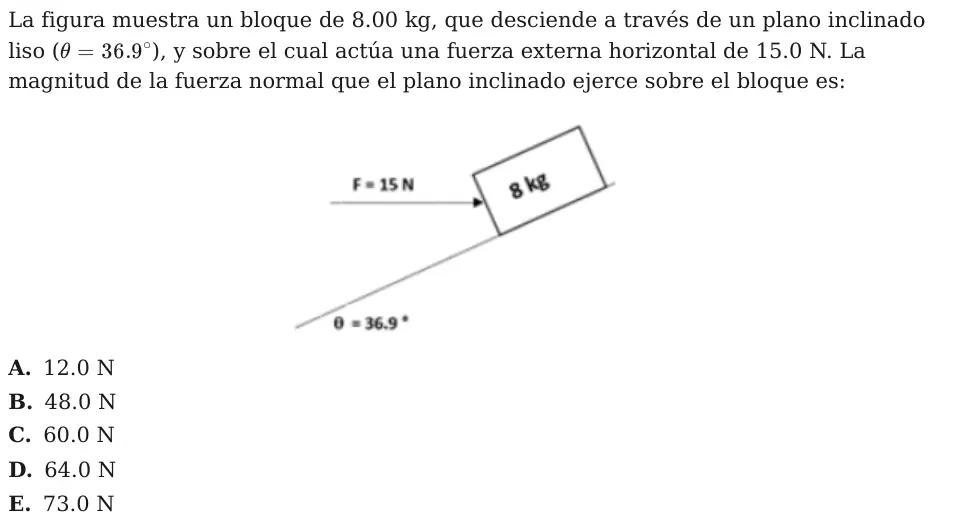 La figura muestra un bloque de 8.00 kg, que desciende a través de un plano inclinado
liso (θ = 36.9°), y sobre el cual actúa una fuerza externa horizontal de 15.0 N. La
magnitud de la fuerza normal que el plano inclinado ejerce sobre el bloque es:
F = 15 N
8 kg
θ = 36.9 °
A. 12.0 N
B. 48.0 N
C. 60.0 N
D. 64.0 N
E. 73.0 N